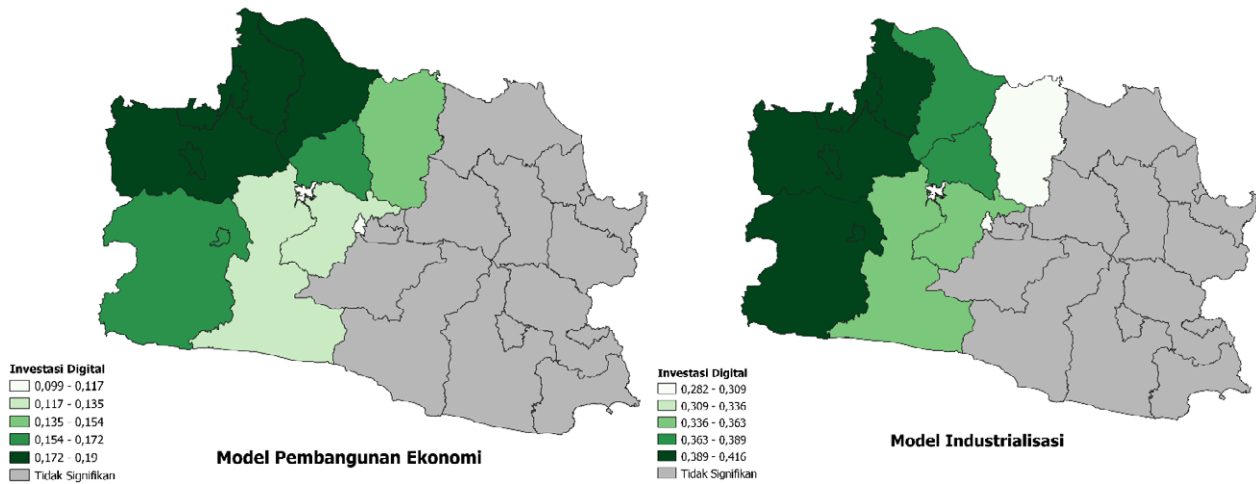 Investasi Digital
0,099 - 0,117
0,117 - 0,135
0,135 - 0,154
0,154 - 0,172
0,172 - 0,19
Tidak Signifikan
Model Pembangunan Ekonomi
Investasi Digital
0,282 - 0,309
0,309 - 0,336
0,336 - 0,363
0,363 - 0,389
0,389 - 0,416
Tidak Signifikan
Model Industrialisasi